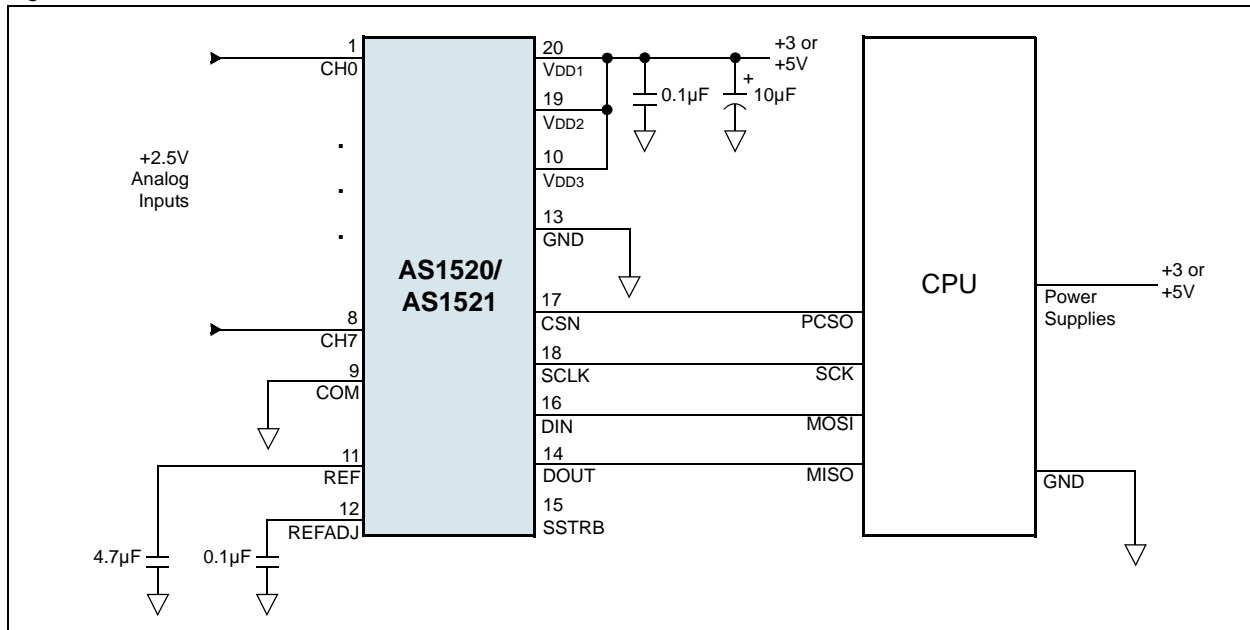 1
CH0
+2.5V
Analog
Inputs
8
CH7
9
COM
11
REF
12
REFADJ
4.7µF
0.1µF
AS1520/
AS1521
20
VDD1
19
VDD2
10
VDD3
13
GND
17
CSN
18
SCLK
16
DIN
14
DOUT
15
SSTRB
+3 or
+5V
0.1µF
+
10µF
PCSO
SCK
MOSI
MISO
CPU
Power
Supplies
+3 or
+5V
GND